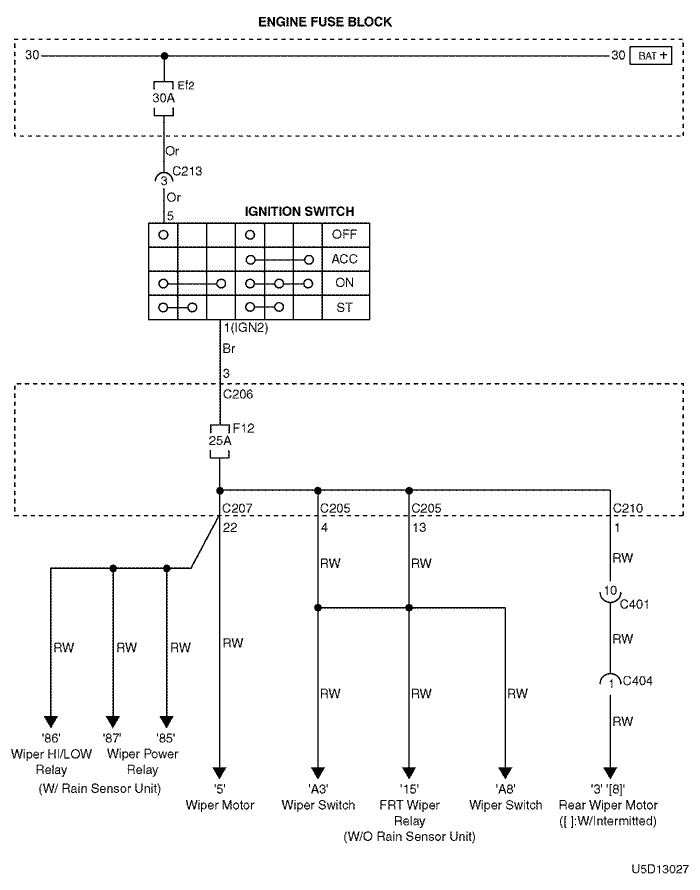 ENGINE FUSE BLOCK
30 30 BAT +
Ef2
30A
Or
C213
3
Or
5
IGNITION SWITCH
OFF
ACC
ON
ST
1(IGN2)
Br
3
C206
F12
25A
C207 C205 C205 C210
22 4 13 1
RW RW RW
10
C401
RW RW RW RW RW
1 C404
RW RW RW RW
'86' '87' '85'
Wiper HI/LOW Wiper Power
Relay Relay
(W/ Rain Sensor Unit)
'5' 'A3' '15' 'A8' '3' '[8]'
Wiper Motor Wiper Switch FRT Wiper Wiper Switch Rear Wiper Motor
Relay ([ ]:W/Intermitted)
(W/O Rain Sensor Unit)
U5D13027